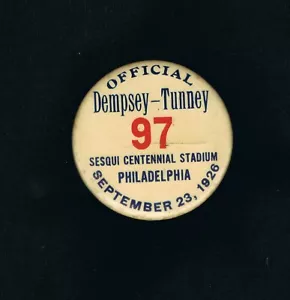 OFFICIAL
Dempsey-Tunney
97
SESQUI CENTENNIAL STADIUM
PHILADELPHIA
SEPTEMBER 23, 1926